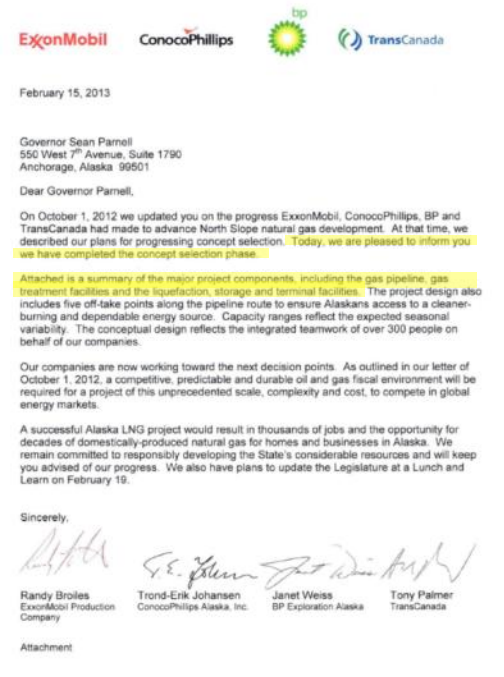 bp
ExxonMobil ConocoPhillips TransCanada
February 15, 2013
Governor Sean Parnell
550 West 7th Avenue, Suite 1790
Anchorage, Alaska 99501
Dear Governor Parnell,
On October 1, 2012 we updated you on the progress ExxonMobil, ConocoPhillips, BP and
TransCanada had made to advance North Slope natural gas development. At that time, we
described our plans for progressing concept selection. Today, we are pleased to inform you
we have completed the concept selection phase.
Attached is a summary of the major project components, including the gas pipeline, gas
treatment facilities and the liquefaction, storage and terminal facilities. The project design also
includes five off-take points along the pipeline route to ensure Alaskans access to a cleaner-
burning and dependable energy source. Capacity ranges reflect the expected seasonal
variability. The conceptual design reflects the integrated teamwork of over 300 people on
behalf of our companies.
Our companies are now working toward the next decision points. As outlined in our letter of
October 1, 2012, a competitive, predictable and durable oil and gas fiscal environment will be
required for a project of this unprecedented scale, complexity and cost, to compete in global
energy markets.
A successful Alaska LNG project would result in thousands of jobs and the opportunity for
decades of domestically-produced natural gas for homes and businesses in Alaska. We
remain committed to responsibly developing the State's considerable resources and will keep
you advised of our progress. We also have plans to update the Legislature at a Lunch and
Learn on February 19.
Sincerely,
Randy Broiles Trond-Erik Johansen Janet Weiss Tony Palmer
ExxonMobil Production ConocoPhillips Alaska, Inc. BP Exploration Alaska TransCanada
Company
Attachment